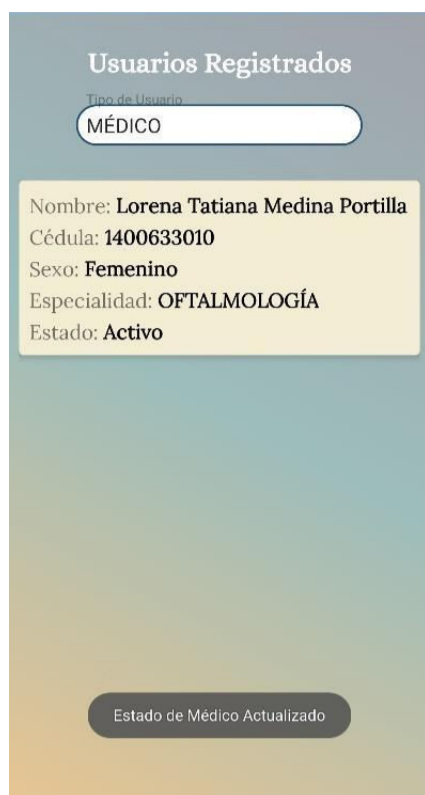 Usuarios Registrados
Tipo de Usuario
MÉDICO
Nombre: Lorena Tatiana Medina Portilla
Cédula: 1400633010
Sexo: Femenino
Especialidad: OFTALMOLOGÍA
Estado: Activo
Estado de Médico Actualizado